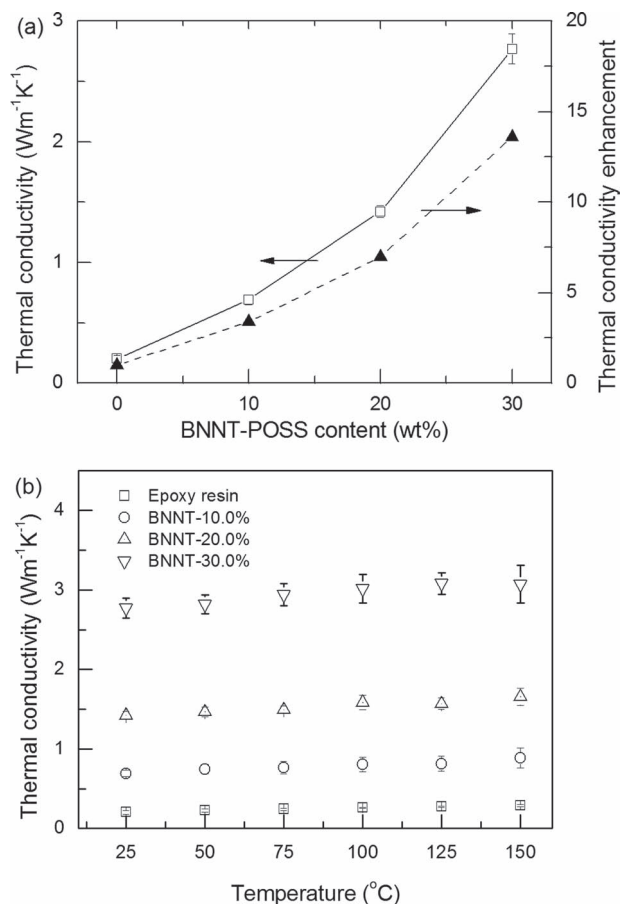 (a)
Thermal conductivity (Wm⁻¹K⁻¹)
3
2
1
0
20
15
10
5
0
Thermal conductivity enhancement
0 10 20 30
BNNT-POSS content (wt%)
(b)
Thermal conductivity (Wm⁻¹K⁻¹)
4
3
2
1
0
Epoxy resin
BNNT-10.0%
BNNT-20.0%
BNNT-30.0%
25 50 75 100 125 150
Temperature (°C)